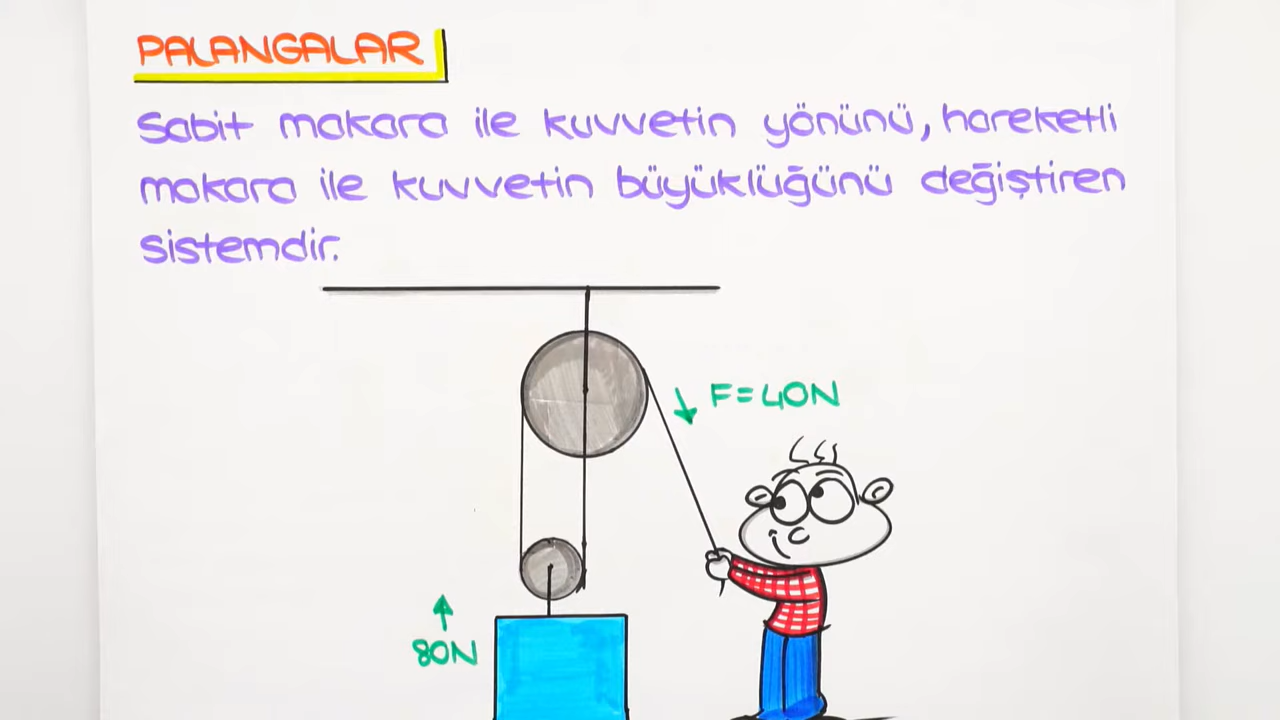 PALANGALAR
Sabit makara ile kuvvetin yönünü, hareketli
makara ile kuvvetin büyüklüğünü değiştiren
sistemdir.
F=40N
80N